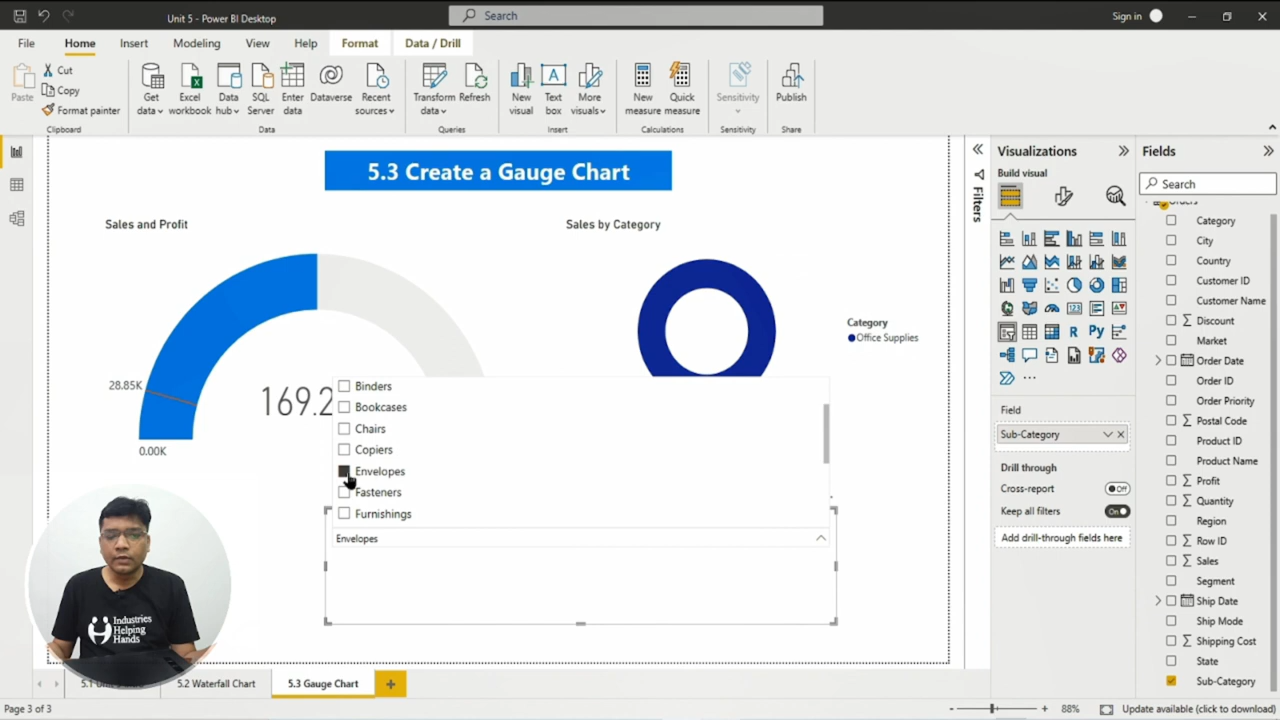 Unit 5 - Power BI Desktop
Search
Sign in
File
Home
Insert
Modeling
View
Help
Format
Data / Drill
Paste
Cut
Copy
Format painter
Clipboard
Get data
Excel workbook
Data hub
SQL Server
Enter data
Dataverse
Recent sources
Data
Transform data
Refresh
Queries
New visual
Text box
More visuals
Insert
New measure
Quick measure
Calculations
Sensitivity
Sensitivity
Publish
Share
5.3 Create a Gauge Chart
Sales and Profit
28.85K
0.00K
169.2
Sales by Category
Category
Office Supplies
Binders
Bookcases
Chairs
Copiers
Envelopes
Fasteners
Furnishings
Envelopes
Industries
Helping
Hands
Filters
Visualizations
Build visual
R
Py
Field
Sub-Category
Drill through
Cross-report
Off
Keep all filters
On
Add drill-through fields here
Fields
Search
Category
City
Country
Customer ID
Customer Name
Discount
Market
Order Date
Order ID
Order Priority
Postal Code
Product ID
Product Name
Profit
Quantity
Region
Row ID
Sales
Segment
Ship Date
Ship Mode
Shipping Cost
State
Sub-Category
5.2 Waterfall Chart
5.3 Gauge Chart
Page 3 of 3
88%
Update available (click to download)